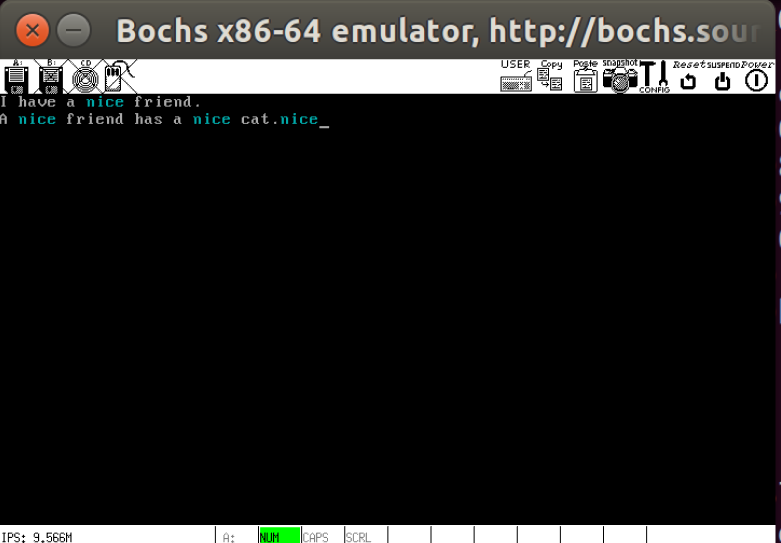 Bochs x86-64 emulator, http://bochs.sour
A: B: CD USER Copy Paste snapshot CONFIG Reset SUSPEND Power
I have a nice friend.
A nice friend has a nice cat.nice_
IPS: 9.566M A: NUM CAPS SCRL